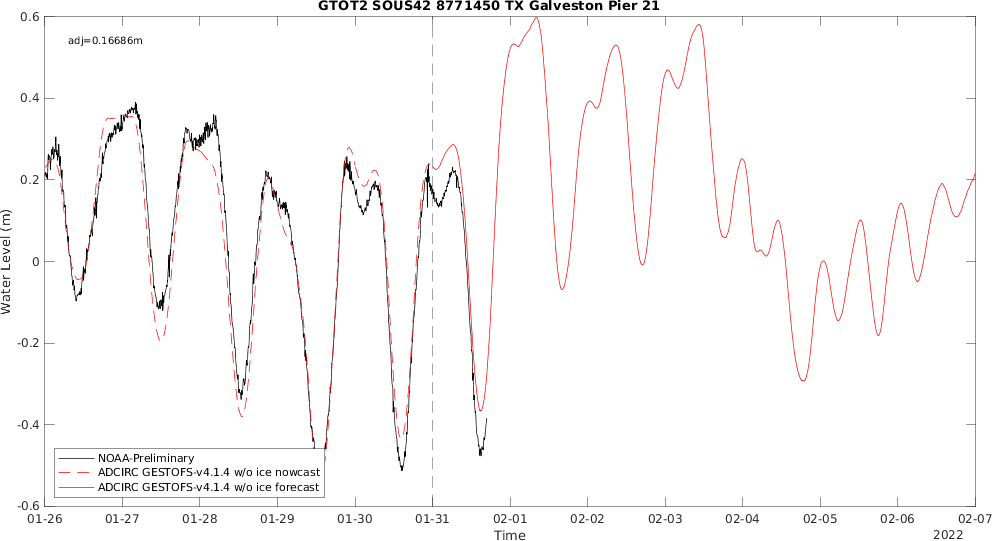 GTOT2 SOUS42 8771450 TX Galveston Pier 21
adj=0.16686m
0.6
0.4
0.2
0
-0.2
-0.4
-0.6
Water Level (m)
NOAA-Preliminary
ADCIRC GESTOFS-v4.1.4 w/o ice nowcast
ADCIRC GESTOFS-v4.1.4 w/o ice forecast
01-26 01-27 01-28 01-29 01-30 01-31 02-01 02-02 02-03 02-04 02-05 02-06 02-07
Time
2022